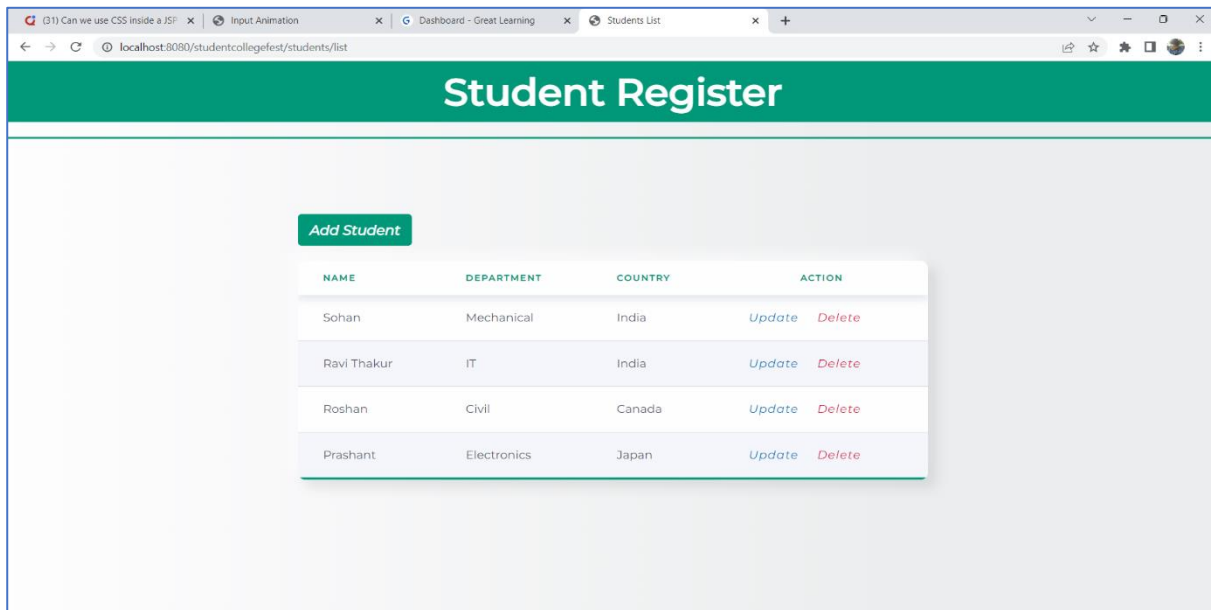 (31) Can we use CSS inside a JSP
Input Animation
Dashboard - Great Learning
Students List
localhost:8080/studentcollegefest/students/list
Student Register
Add Student
NAME DEPARTMENT COUNTRY ACTION
Sohan Mechanical India Update Delete
Ravi Thakur IT India Update Delete
Roshan Civil Canada Update Delete
Prashant Electronics Japan Update Delete